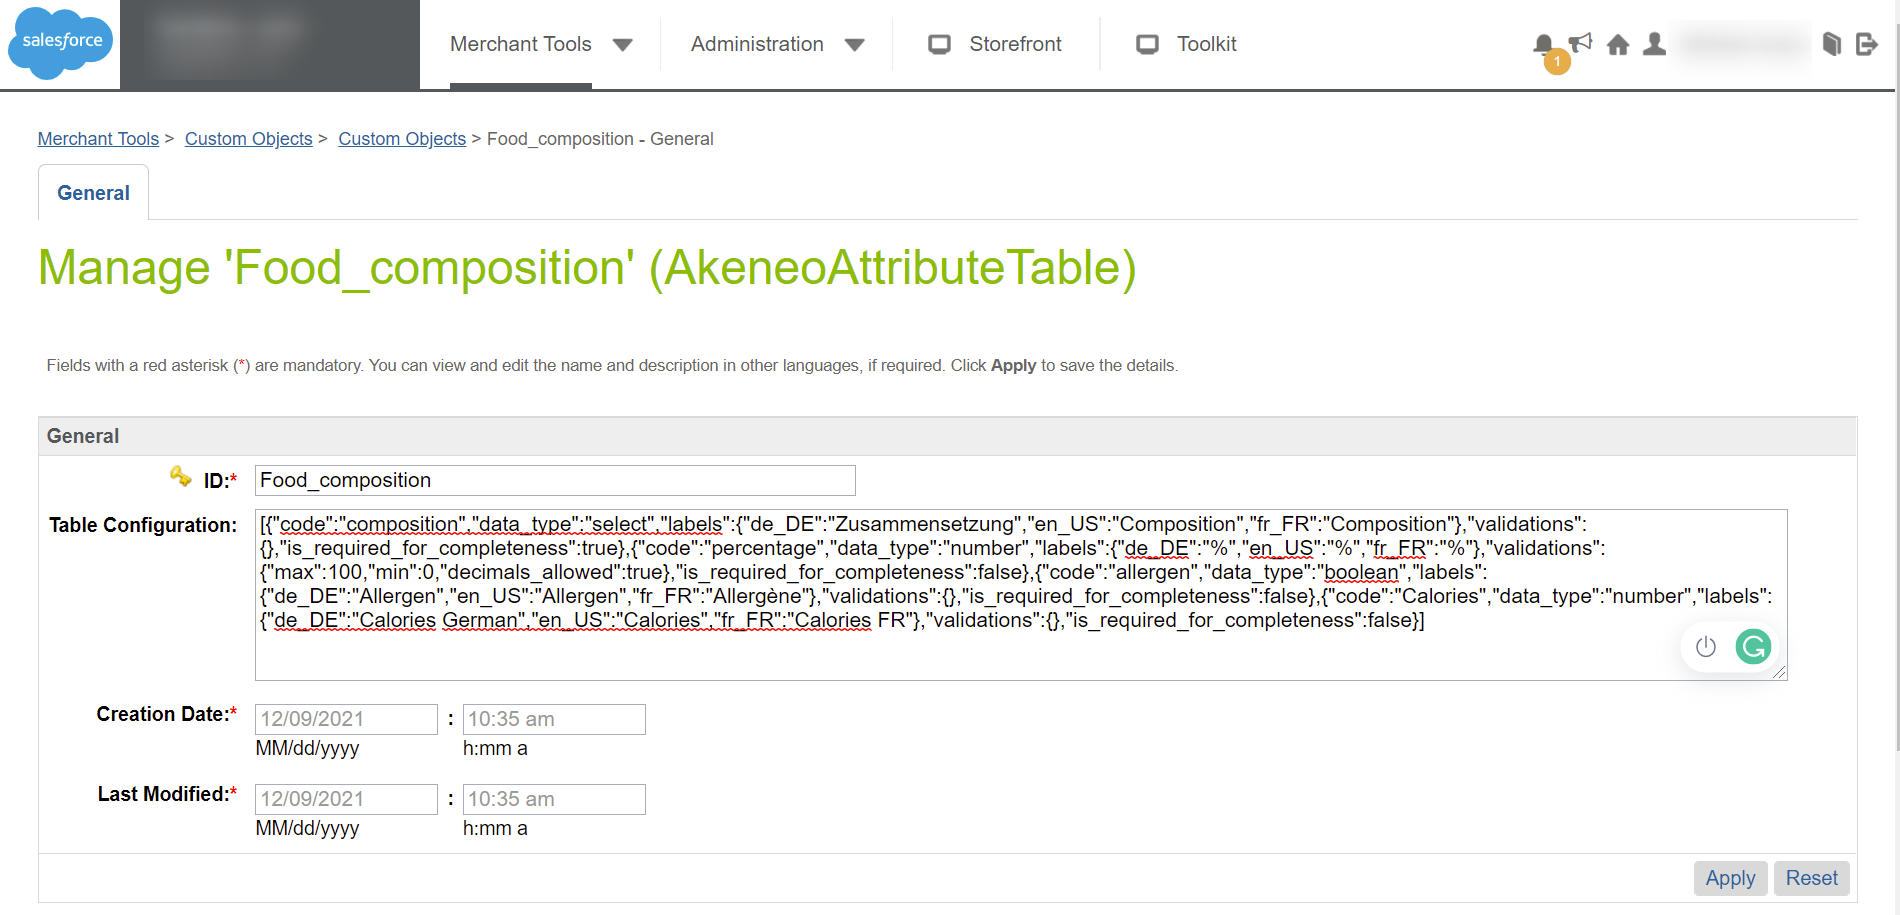 salesforce
Merchant Tools Administration Storefront Toolkit
1
Merchant Tools > Custom Objects > Custom Objects > Food_composition - General
General
Manage 'Food_composition' (AkeneoAttributeTable)
Fields with a red asterisk (*) are mandatory. You can view and edit the name and description in other languages, if required. Click Apply to save the details.
General
ID:* Food_composition
Table Configuration: [{"code":"composition","data_type":"select","labels":{"de_DE":"Zusammensetzung","en_US":"Composition","fr_FR":"Composition"},"validations":
{},"is_required_for_completeness":true},{"code":"percentage","data_type":"number","labels":{"de_DE":"%","en_US":"%","fr_FR":"%"},"validations":
{"max":100,"min":0,"decimals_allowed":true},"is_required_for_completeness":false},{"code":"allergen","data_type":"boolean","labels":
{"de_DE":"Allergen","en_US":"Allergen","fr_FR":"Allergène"},"validations":{},"is_required_for_completeness":false},{"code":"Calories","data_type":"number","labels":
{"de_DE":"Calories German","en_US":"Calories","fr_FR":"Calories FR"},"validations":{},"is_required_for_completeness":false}]
Creation Date:* 12/09/2021 : 10:35 am
MM/dd/yyyy h:mm a
Last Modified:* 12/09/2021 : 10:35 am
MM/dd/yyyy h:mm a
Apply Reset